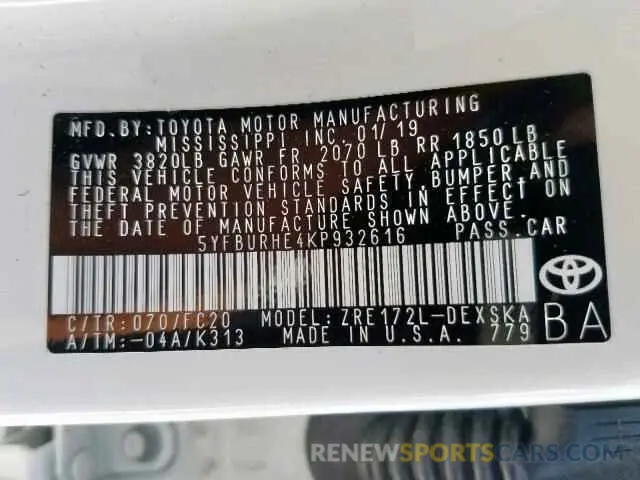 MFD.BY: TOYOTA MOTOR MANUFACTURING
MISSISSIPPI INC. 01/19
GVWR 3820LB GAWR FR 2070 LB RR 1850 LB
THIS VEHICLE CONFORMS TO ALL APPLICABLE
FEDERAL MOTOR VEHICLE SAFETY, BUMPER, AND
THEFT PREVENTION STANDARDS IN EFFECT ON
THE DATE OF MANUFACTURE SHOWN ABOVE.
5YFBURHE4KP932616 PASS.CAR
C/TR: 070/FC20 MODEL: ZRE172L-DEXSKA
A/TM:-04A/K313 MADE IN U.S.A. 779
BA
RENEWSPORTSCARS.COM